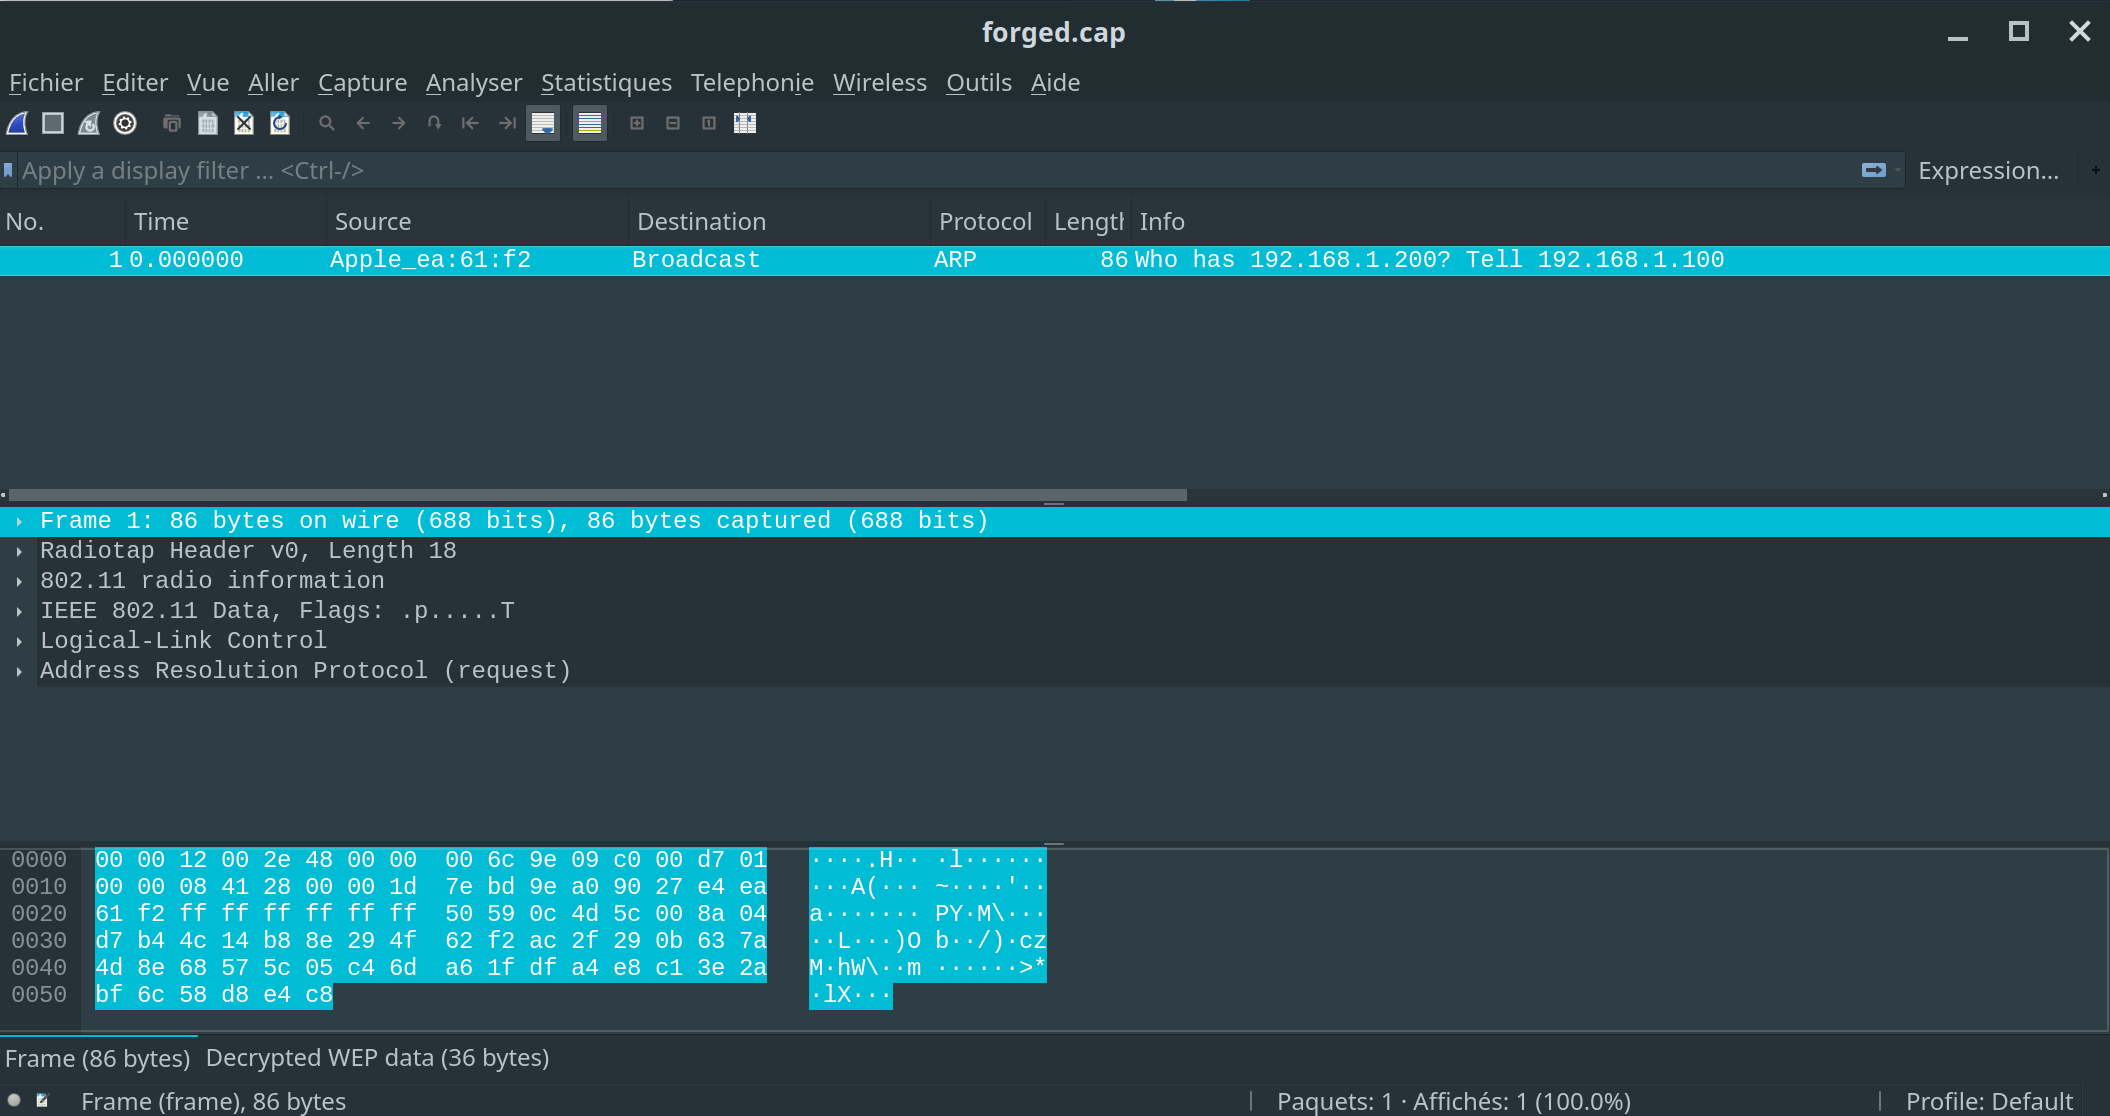 forged.cap
Fichier Editer Vue Aller Capture Analyser Statistiques Telephonie Wireless Outils Aide
Apply a display filter ... <Ctrl-/> Expression... +
No. Time Source Destination Protocol Length Info
1 0.000000 Apple_ea:61:f2 Broadcast ARP 86 Who has 192.168.1.200? Tell 192.168.1.100
Frame 1: 86 bytes on wire (688 bits), 86 bytes captured (688 bits)
Radiotap Header v0, Length 18
802.11 radio information
IEEE 802.11 Data, Flags: .p.....T
Logical-Link Control
Address Resolution Protocol (request)
0000 00 00 12 00 2e 48 00 00 00 6c 9e 09 c0 00 d7 01 ····.H·· ·l······
0010 00 00 08 41 28 00 00 1d 7e bd 9e a0 90 27 e4 ea ···A(··· ~····'··
0020 61 f2 ff ff ff ff ff ff 50 59 0c 4d 5c 00 8a 04 a······· PY·M\···
0030 d7 b4 4c 14 b8 8e 29 4f 62 f2 ac 2f 29 0b 63 7a ··L···)O b··/)·cz
0040 4d 8e 68 57 5c 05 c4 6d a6 1f df a4 e8 c1 3e 2a M·hW\··m ······>*
0050 bf 6c 58 d8 e4 c8 ·lX···
Frame (86 bytes) Decrypted WEP data (36 bytes)
Frame (frame), 86 bytes Paquets: 1 · Affichés: 1 (100.0%) Profile: Default